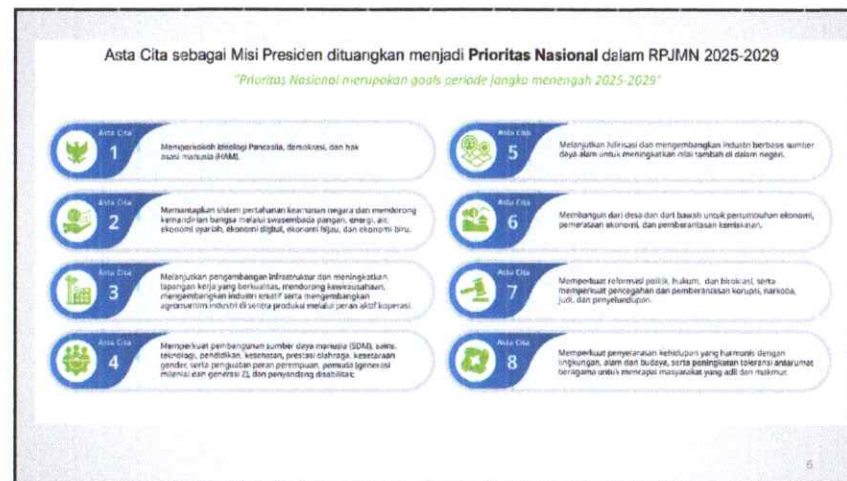 Asta Cita sebagai Misi Presiden dituangkan menjadi Prioritas Nasional dalam RPJMN 2025-2029
"Prioritas Nasional merupakan goals periode jangka menengah 2025-2029"
Asta Cita
1
Memperkokoh ideologi Pancasila, demokrasi, dan hak
asasi manusia (HAM).
Asta Cita
2
Memantapkan sistem pertahanan keamanan negara dan mendorong
kemandirian bangsa melalui swasembada pangan, energi, air,
ekonomi syariah, ekonomi digital, ekonomi hijau, dan ekonomi biru.
Asta Cita
3
Melanjutkan pengembangan infrastruktur dan meningkatkan
lapangan kerja yang berkualitas, mendorong kewirausahaan,
mengembangkan industri kreatif serta mengembangkan
agromaritim industri di sentra produksi melalui peran aktif koperasi.
Asta Cita
4
Memperkuat pembangunan sumber daya manusia (SDM), sains,
teknologi, pendidikan, kesehatan, prestasi olahraga, kesetaraan
gender, serta penguatan peran perempuan, pemuda (generasi
milenial dan generasi Z), dan penyandang disabilitas;
Asta Cita
5
Melanjutkan hilirisasi dan mengembangkan industri berbasis sumber
daya alam untuk meningkatkan nilai tambah di dalam negeri.
Asta Cita
6
Membangun dari desa dan dari bawah untuk pertumbuhan ekonomi,
pemerataan ekonomi, dan pemberantasan kemiskinan.
Asta Cita
7
Memperkuat reformasi politik, hukum, dan birokrasi, serta
memperkuat pencegahan dan pemberantasan korupsi, narkoba,
judi, dan penyelundupan.
Asta Cita
8
Memperkuat penyelarasan kehidupan yang harmonis dengan
lingkungan, alam dan budaya, serta peningkatan toleransi antarumat
beragama untuk mencapai masyarakat yang adil dan makmur.
6